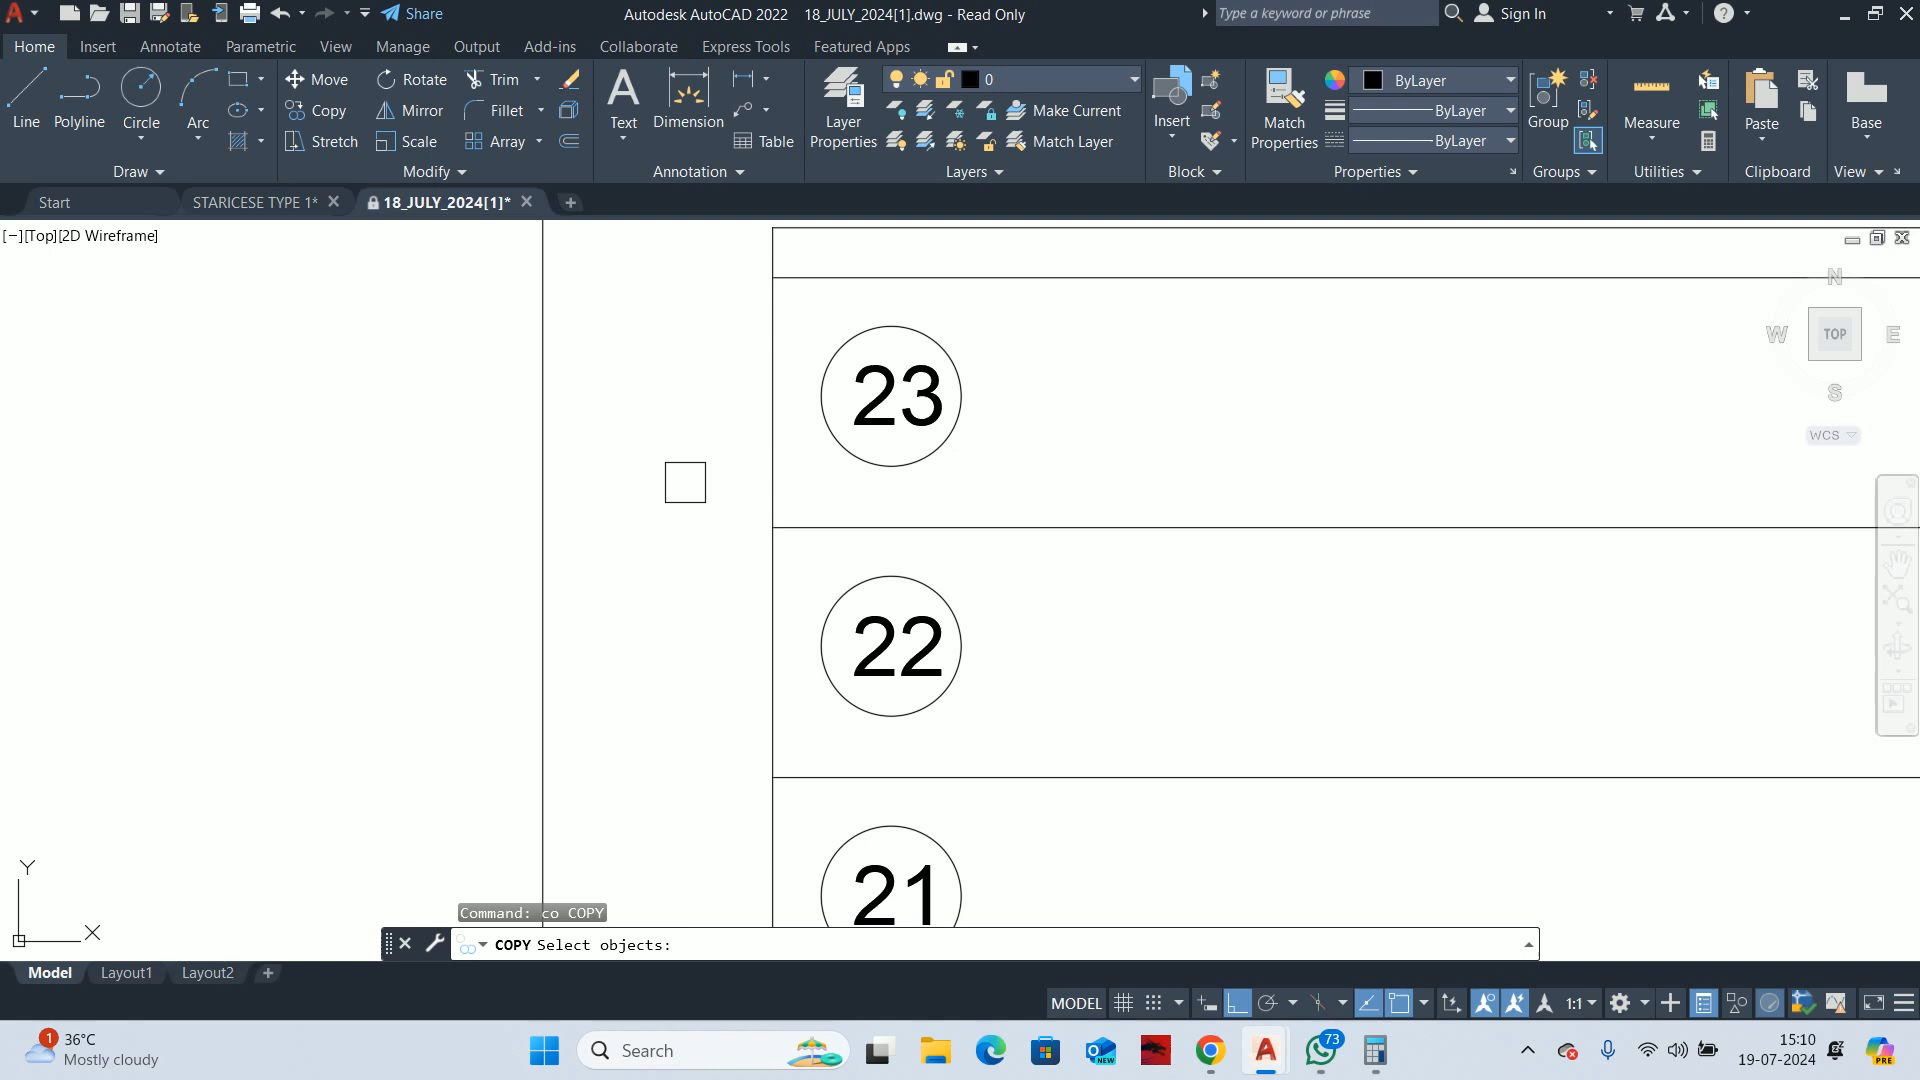 Share
Autodesk AutoCAD 2022 18_JULY_2024[1].dwg - Read Only
Type a keyword or phrase
Sign In
Home Insert Annotate Parametric View Manage Output Add-ins Collaborate Express Tools Featured Apps
Line Polyline Circle Arc
Move Rotate Trim
Copy Mirror Fillet
Stretch Scale Array
Text Dimension Table
Layer Properties
0
Make Current
Match Layer
Insert
Match Properties
ByLayer
ByLayer
ByLayer
Group Measure Paste Base
Draw Modify Annotation Layers Block Properties Groups Utilities Clipboard View
Start STARICESE TYPE 1* 18_JULY_2024[1]*
[−][Top][2D Wireframe]
N
W TOP E
S
WCS
23
22
21
Y
X
Command: co COPY
COPY Select objects:
Model Layout1 Layout2
MODEL 1:1
1
36°C
Mostly cloudy
Search
NEW
73
15:10
19-07-2024
PRE